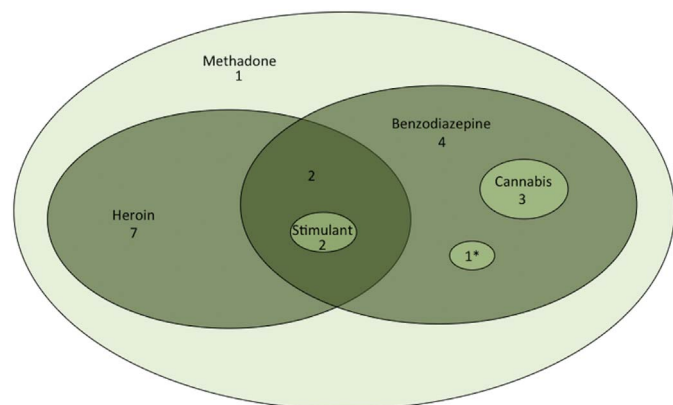 Methadone
1
Benzodiazepine
4
2
Cannabis
3
Heroin
7
Stimulant
2
1*